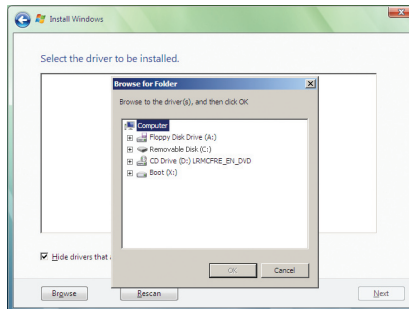 Install Windows
Select the driver to be installed.
Browse for Folder
Browse to the driver(s), and then click OK
Computer
Floppy Disk Drive (A:)
Removable Disk (C:)
CD Drive (D:) LRMCFRE_EN_DVD
Boot (X:)
Hide drivers that
OK
Cancel
Browse
Rescan
Next